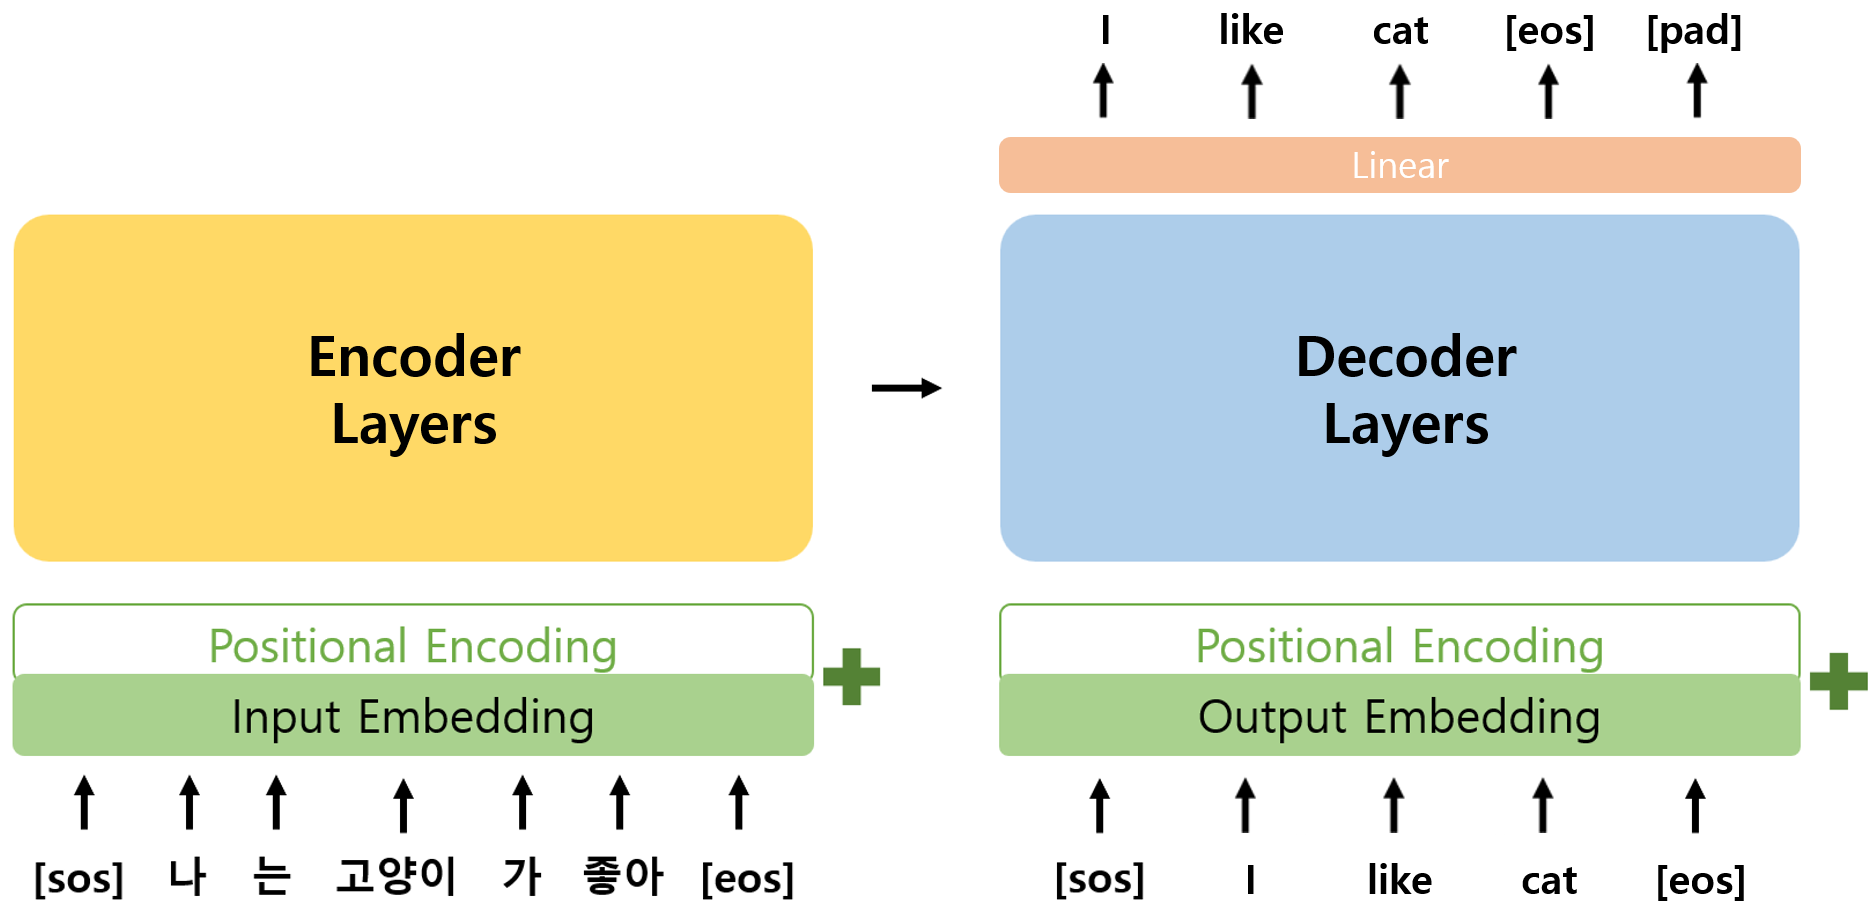 I like cat [eos] [pad]
Linear
Encoder
Layers
Decoder
Layers
Positional Encoding
Input Embedding
Positional Encoding
Output Embedding
[sos] 나 는 고양이 가 좋아 [eos]
[sos] I like cat [eos]